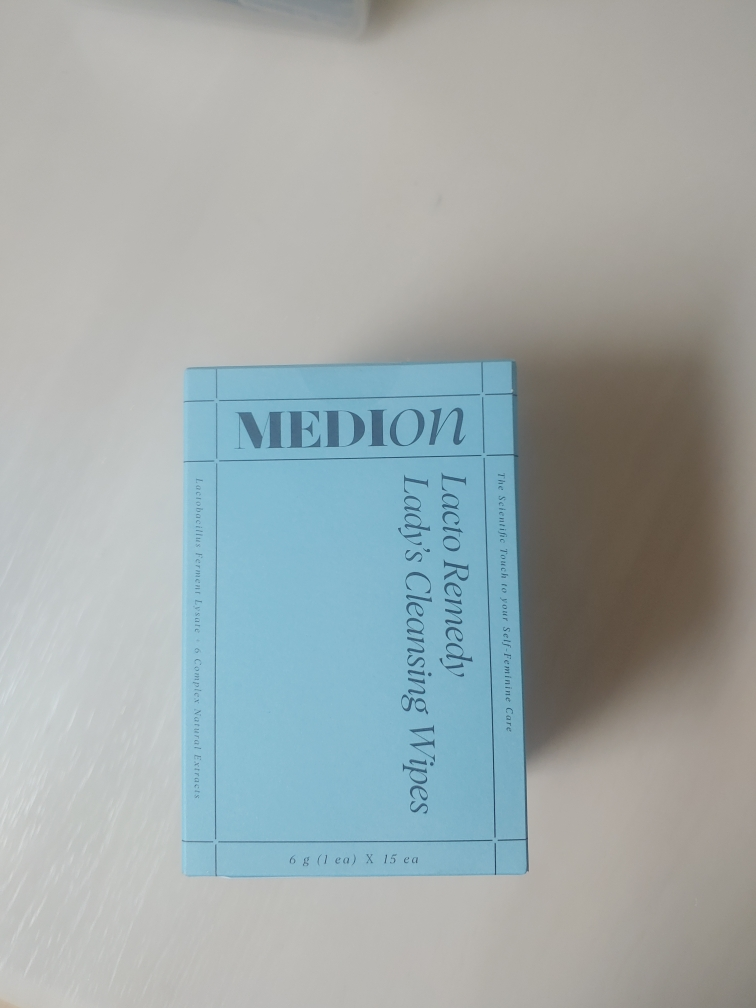 MEDION
Lacto Remedy
Lady's Cleansing Wipes
The Scientific Touch to your Self-Feminine Care
Lactobacillus Ferment Lysate · 6 Complex Natural Extracts
6 g (1 ea) X 15 ea